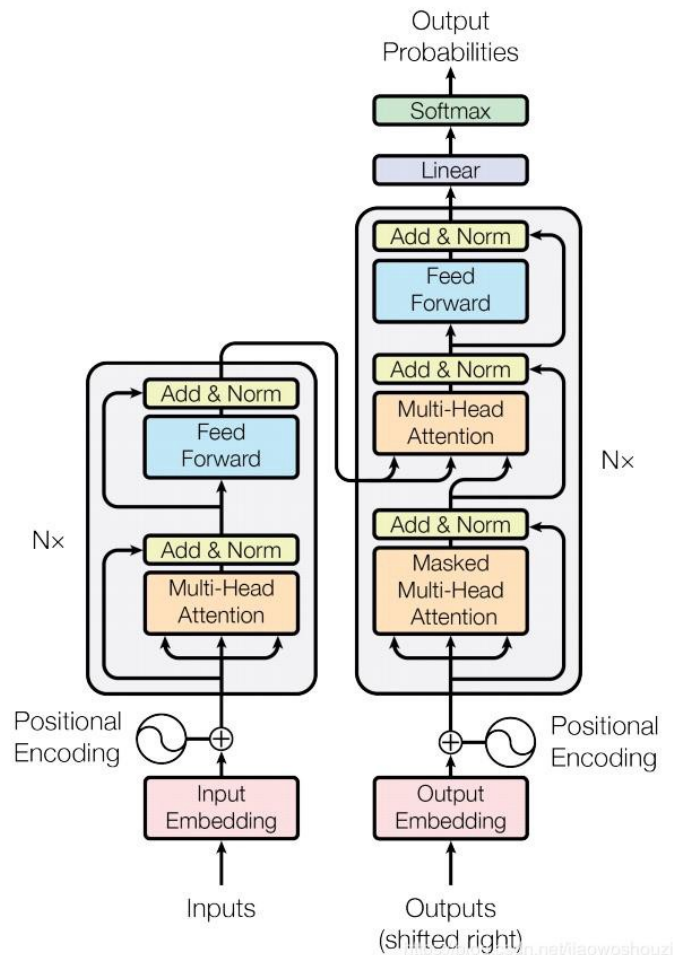 Output
Probabilities
Softmax
Linear
Add & Norm
Feed
Forward
Add & Norm
Multi-Head
Attention
Add & Norm
Masked
Multi-Head
Attention
Nx
Add & Norm
Feed
Forward
Add & Norm
Multi-Head
Attention
Nx
Positional
Encoding
Positional
Encoding
Input
Embedding
Output
Embedding
Inputs
Outputs
(shifted right)